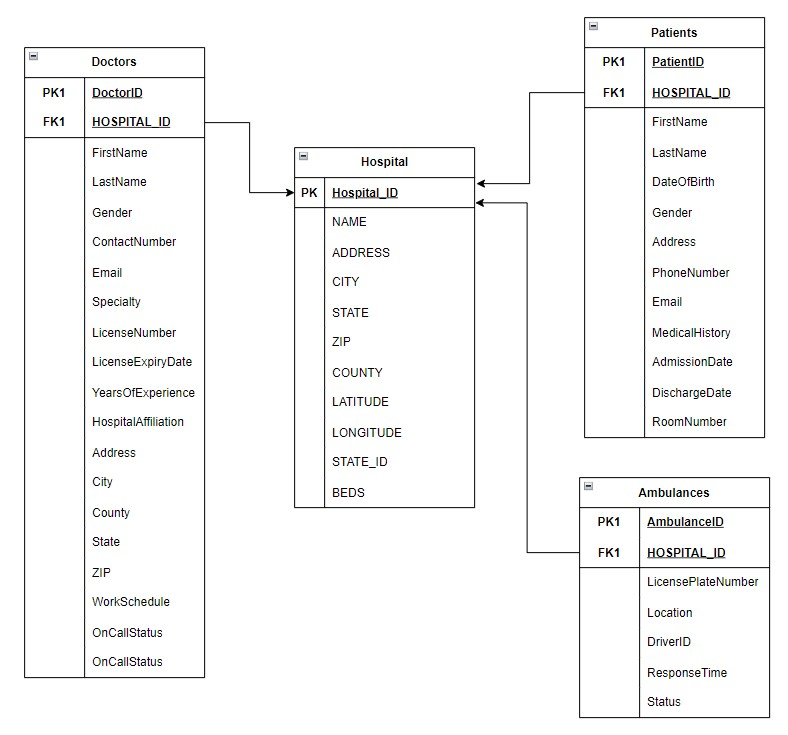 Doctors
PK1 DoctorID
FK1 HOSPITAL_ID
FirstName
LastName
Gender
ContactNumber
Email
Specialty
LicenseNumber
LicenseExpiryDate
YearsOfExperience
HospitalAffiliation
Address
City
County
State
ZIP
WorkSchedule
OnCallStatus
OnCallStatus
Hospital
PK Hospital_ID
NAME
ADDRESS
CITY
STATE
ZIP
COUNTY
LATITUDE
LONGITUDE
STATE_ID
BEDS
Patients
PK1 PatientID
FK1 HOSPITAL_ID
FirstName
LastName
DateOfBirth
Gender
Address
PhoneNumber
Email
MedicalHistory
AdmissionDate
DischargeDate
RoomNumber
Ambulances
PK1 AmbulanceID
FK1 HOSPITAL_ID
LicensePlateNumber
Location
DriverID
ResponseTime
Status